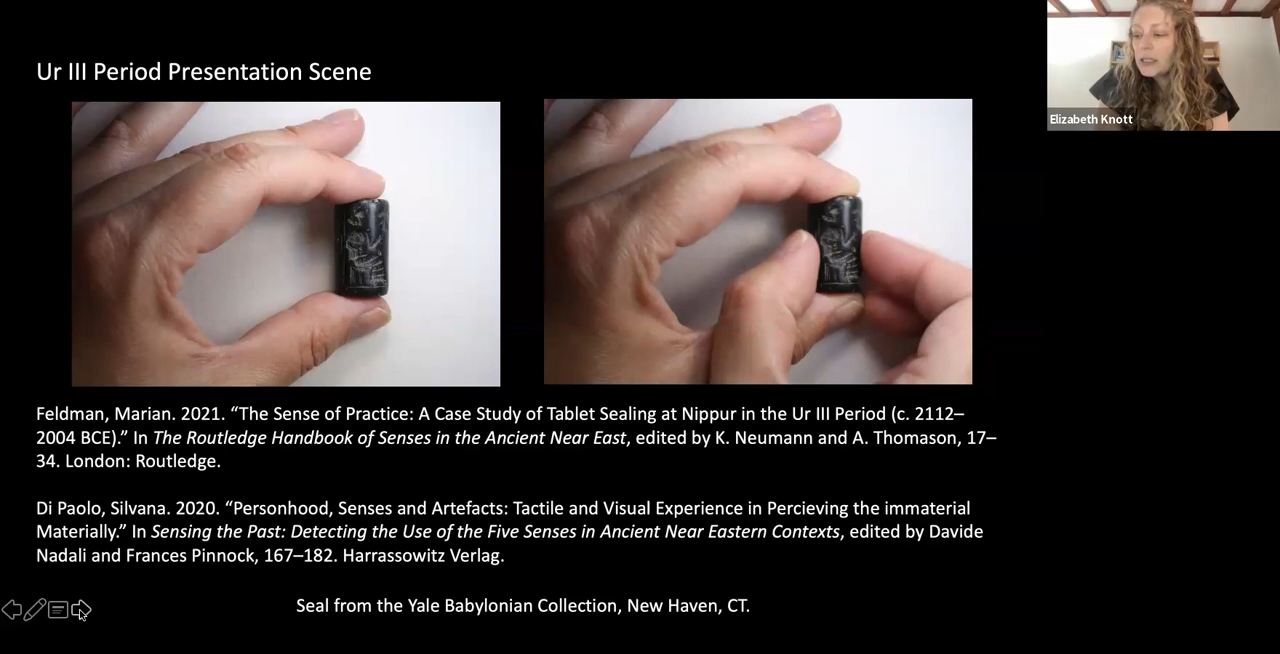 Ur III Period Presentation Scene
Elizabeth Knott
Feldman, Marian. 2021. “The Sense of Practice: A Case Study of Tablet Sealing at Nippur in the Ur III Period (c. 2112–
2004 BCE).” In The Routledge Handbook of Senses in the Ancient Near East, edited by K. Neumann and A. Thomason, 17–
34. London: Routledge.
Di Paolo, Silvana. 2020. “Personhood, Senses and Artefacts: Tactile and Visual Experience in Percieving the immaterial
Materially.” In Sensing the Past: Detecting the Use of the Five Senses in Ancient Near Eastern Contexts, edited by Davide
Nadali and Frances Pinnock, 167–182. Harrassowitz Verlag.
Seal from the Yale Babylonian Collection, New Haven, CT.